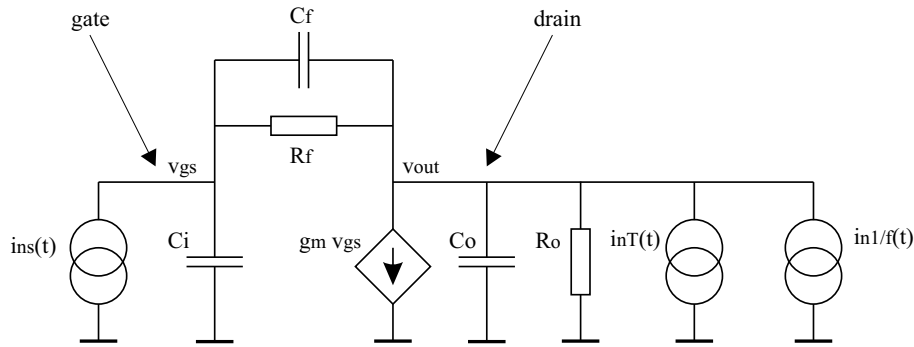 gate
Cf
drain
Rf
vgs
vout
ins(t)
Ci
gm vgs
Co
Ro
inT(t)
in1/f(t)